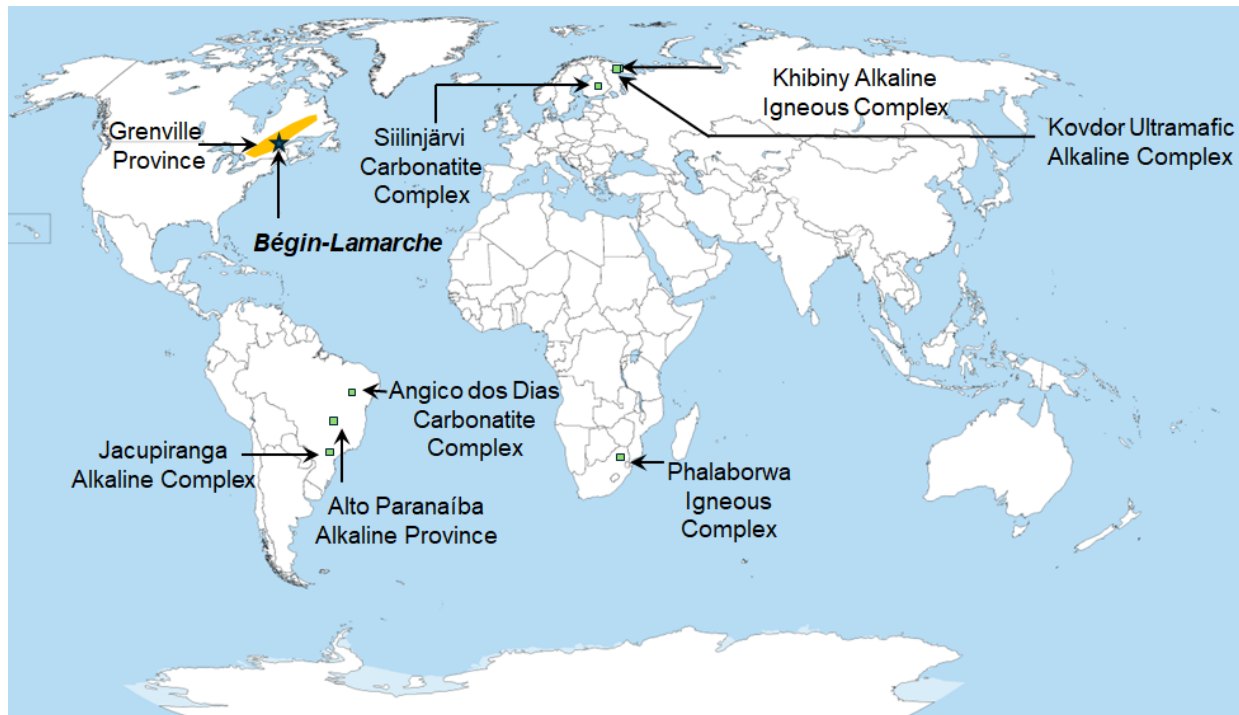 Grenville
Province
Bégin-Lamarche
Siilinjärvi
Carbonatite
Complex
Khibiny Alkaline
Igneous Complex
Kovdor Ultramafic
Alkaline Complex
Angico dos Dias
Carbonatite
Complex
Jacupiranga
Alkaline Complex
Alto Paranaíba
Alkaline Province
Phalaborwa
Igneous
Complex